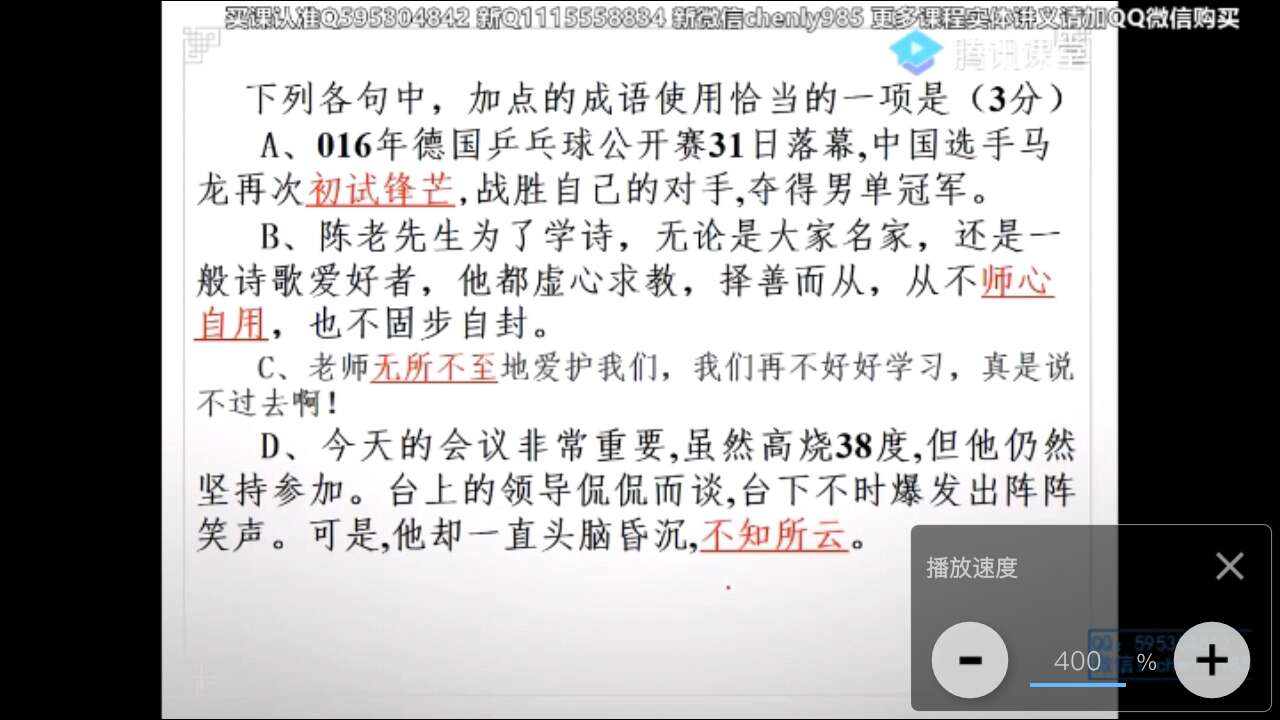 买课认准Q595304842 新Q1115558834 新微信chenly985 更多课程实体讲义请加QQ微信购买
腾讯课堂
下列各句中，加点的成语使用恰当的一项是（3分）
A、016年德国乒乓球公开赛31日落幕,中国选手马
龙再次初试锋芒,战胜自己的对手,夺得男单冠军。
B、陈老先生为了学诗，无论是大家名家，还是一
般诗歌爱好者，他都虚心求教，择善而从，从不师心
自用，也不固步自封。
C、老师无所不至地爱护我们，我们再不好好学习，真是说
不过去啊！
D、今天的会议非常重要,虽然高烧38度,但他仍然
坚持参加。台上的领导侃侃而谈,台下不时爆发出阵阵
笑声。可是,他却一直头脑昏沉,不知所云。
播放速度
- 400 % +